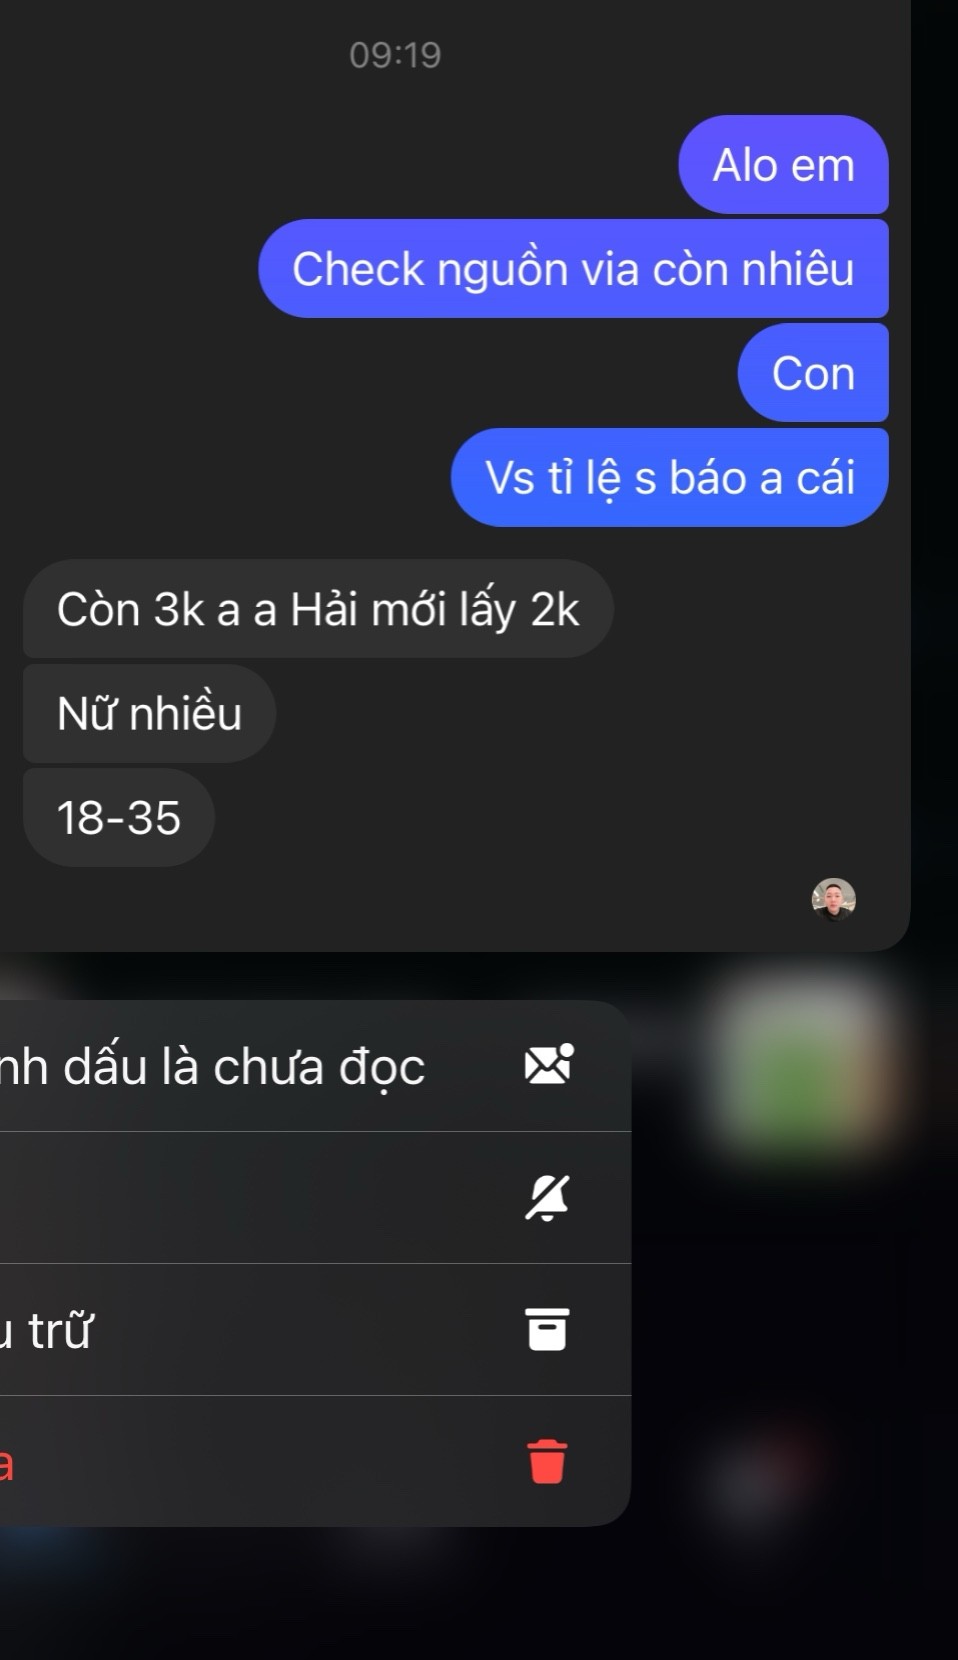 09:19
Alo em
Check nguồn via còn nhiêu
Con
Vs tỉ lệ s báo a cái
Còn 3k a a Hải mới lấy 2k
Nữ nhiều
18-35
nh dấu là chưa đọc
u trữ
a